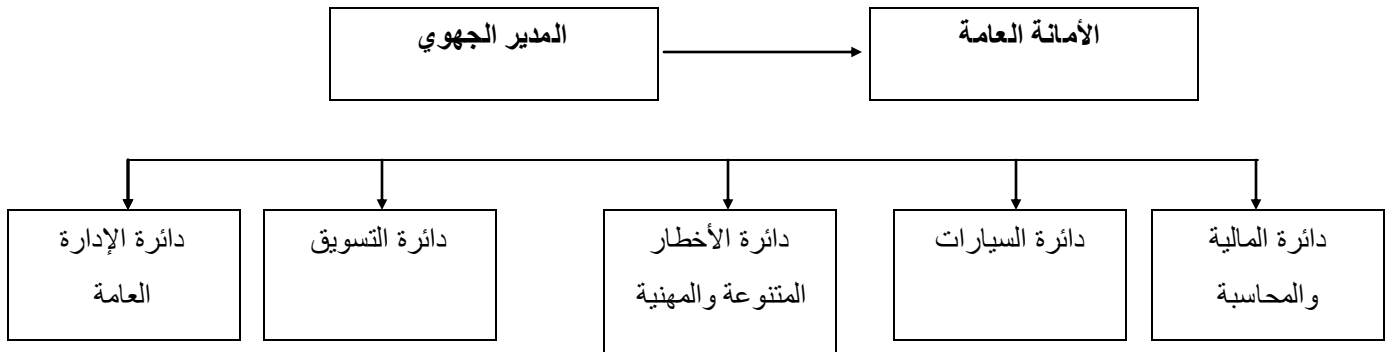 الأمانة العامة
المدير الجهوي
دائرة المالية
والمحاسبة
دائرة السيارات
دائرة الأخطار
المتنوعة والمهنية
دائرة التسويق
دائرة الإدارة
العامة